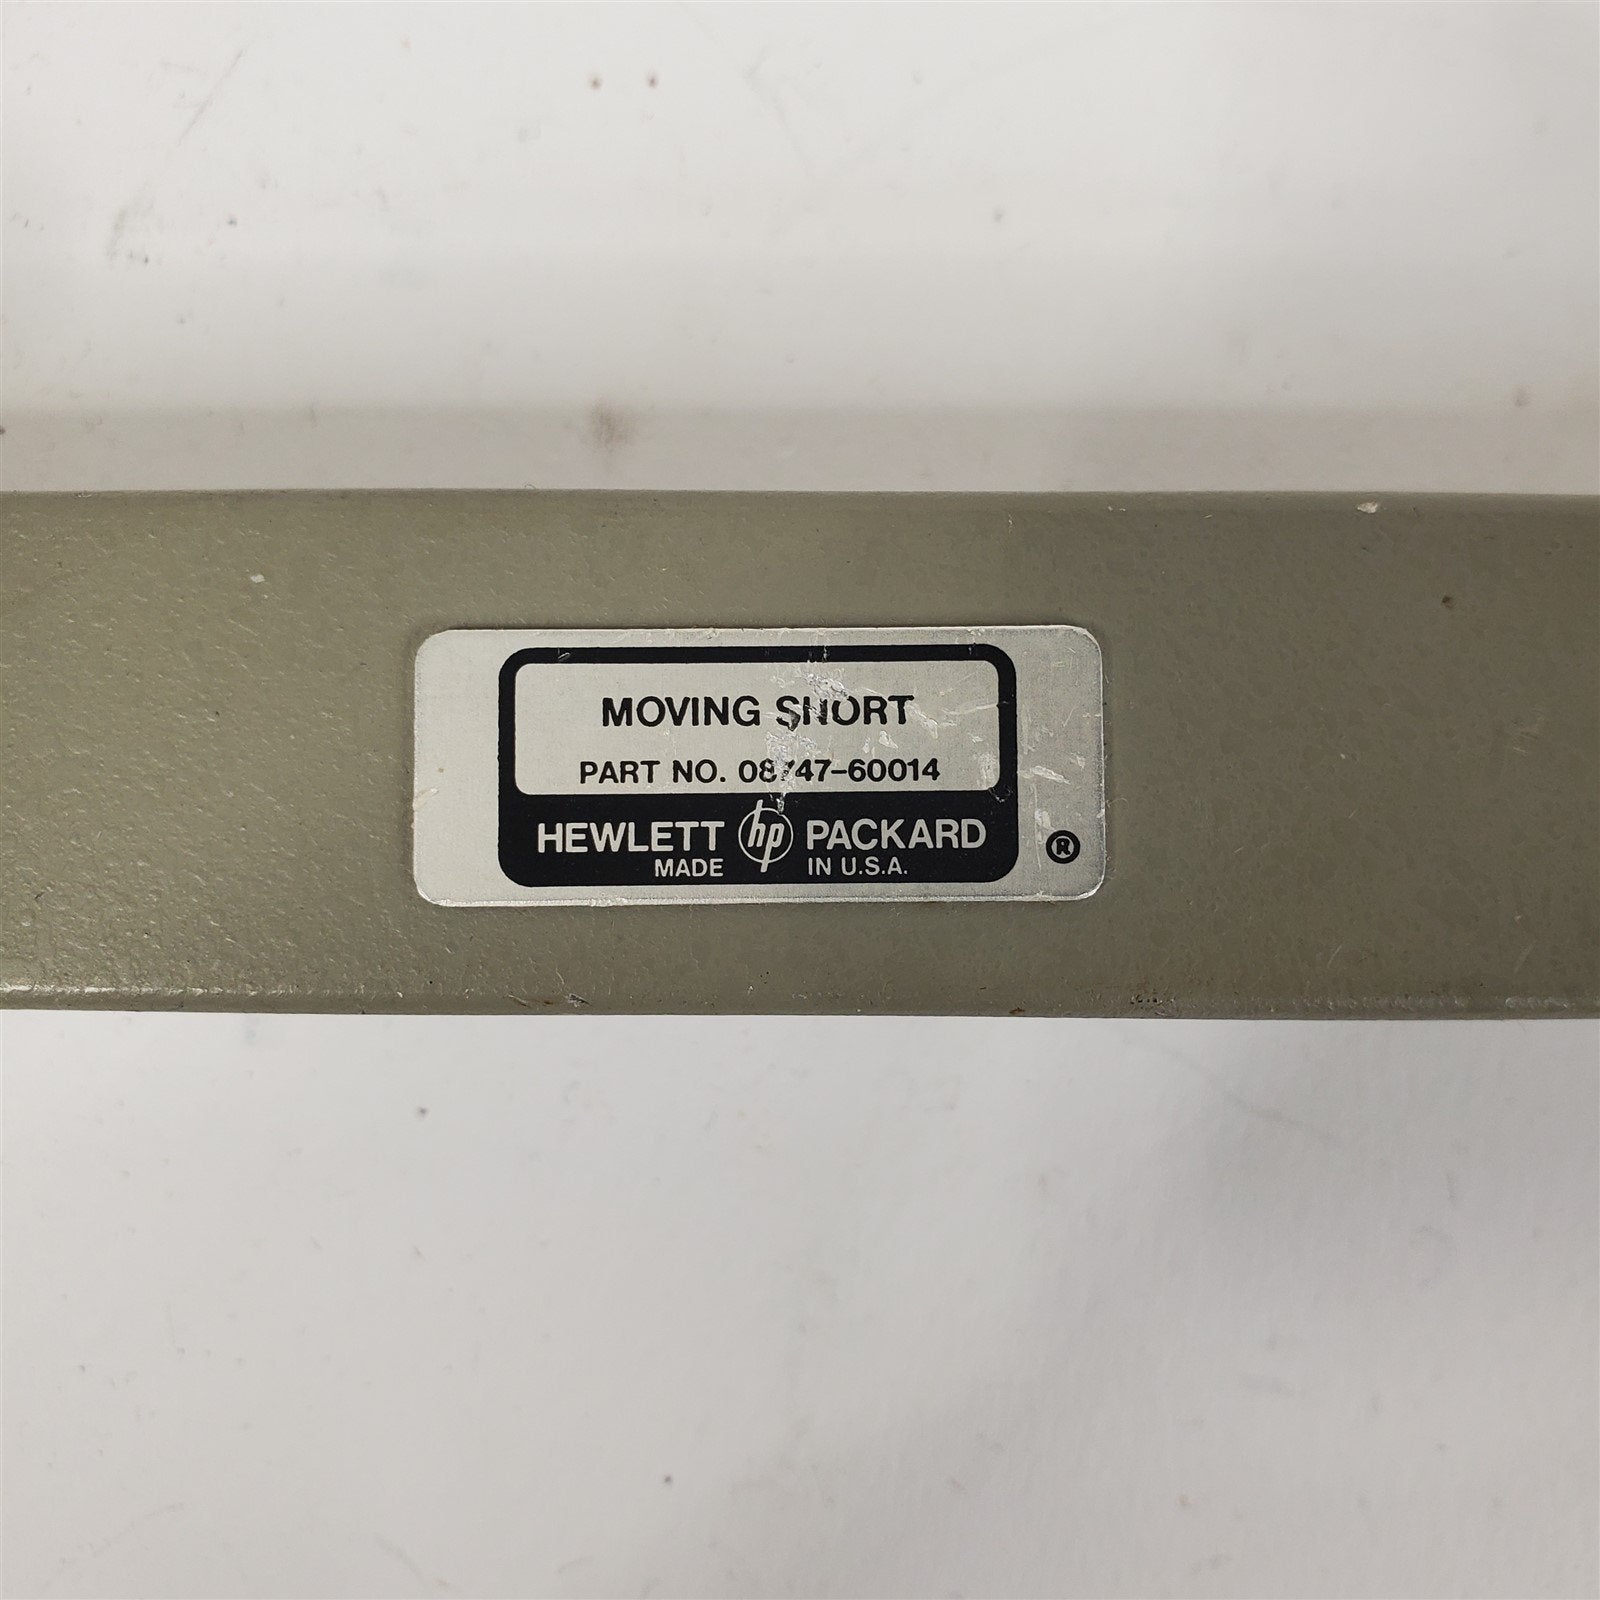 MOVING SHORT
PART NO. 08747-60014
HEWLETT hp PACKARD ®
MADE IN U.S.A.